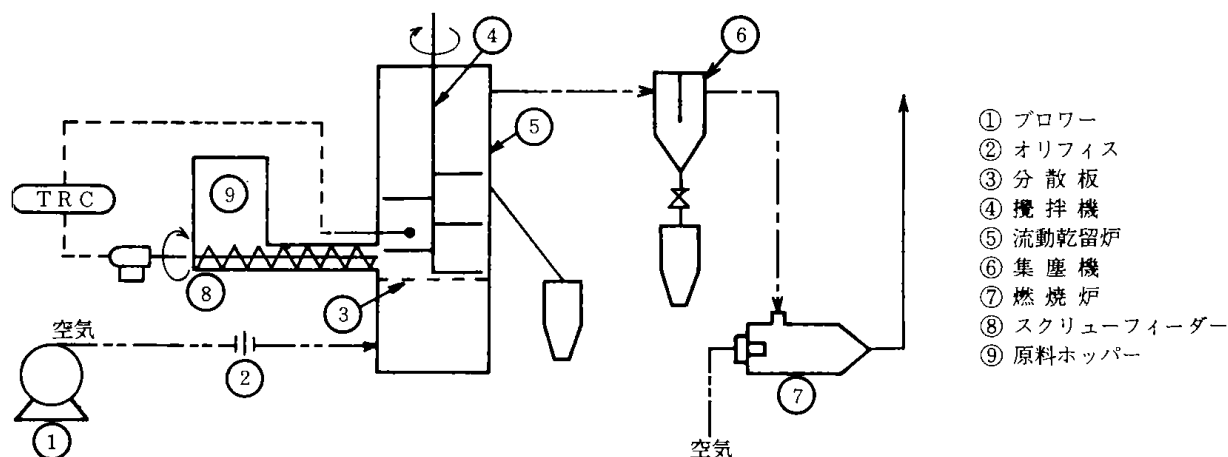 ④
⑥
⑤
TRC
⑨
⑧
③
空気
②
①
⑦
空気
① ブロワー
② オリフィス
③ 分散板
④ 攪拌機
⑤ 流動乾留炉
⑥ 集塵機
⑦ 燃焼炉
⑧ スクリューフィーダー
⑨ 原料ホッパー